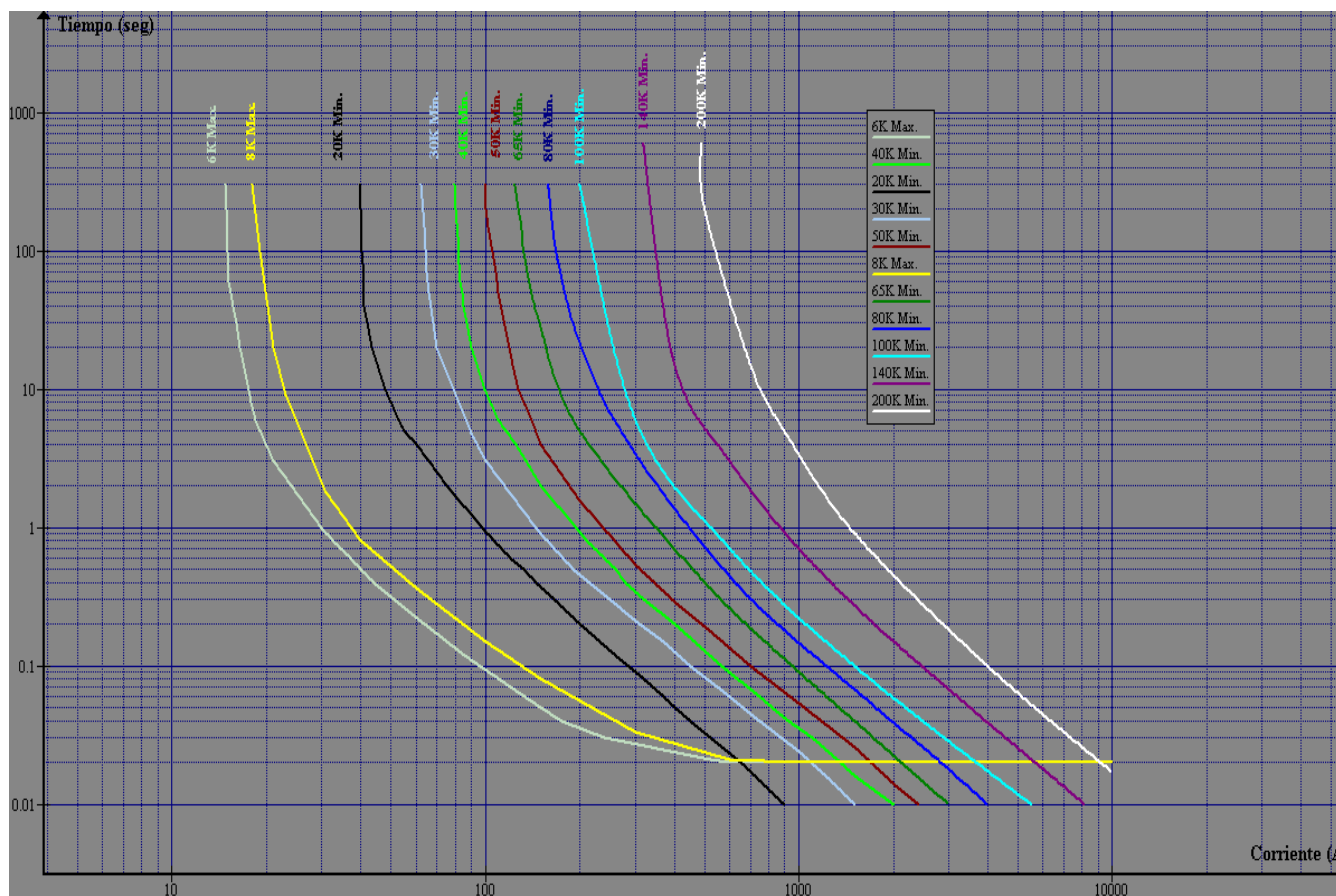 Tiempo (seg)
6K Max.
8K Max.
20K Min.
30K Min.
40K Min.
50K Min.
65K Min.
80K Min.
100K Min.
140K Min.
200K Min.
1000
100
10
1
0.1
0.01
6K Max.
40K Min.
20K Min.
30K Min.
50K Min.
8K Max.
65K Min.
80K Min.
100K Min.
140K Min.
200K Min.
Corriente (A
10
100
1000
10000